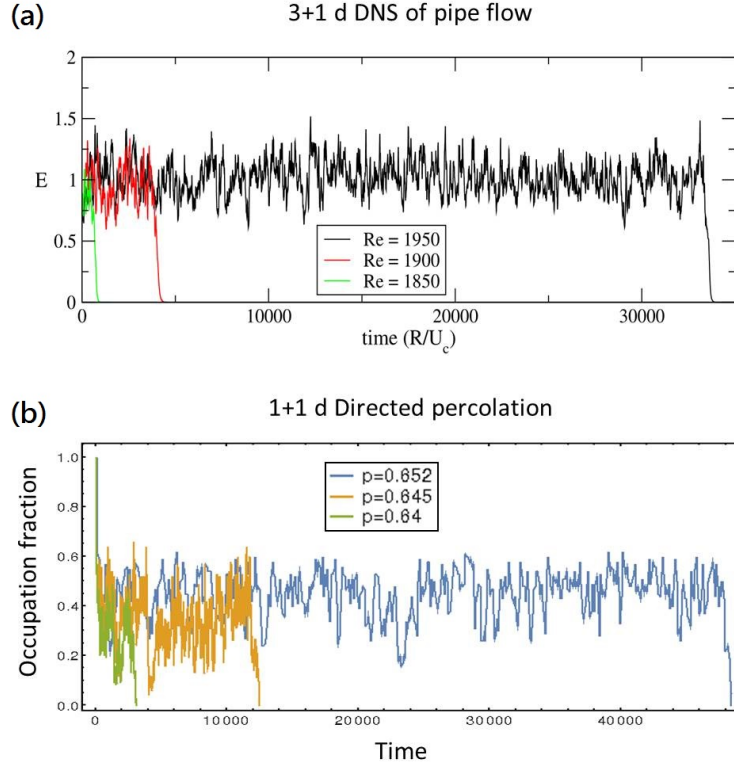 (a)
3+1 d DNS of pipe flow
2
1.5
E 1
0.5
0
Re = 1950
Re = 1900
Re = 1850
10000 20000 30000
time (R/U_c)
(b)
1+1 d Directed percolation
Occupation fraction
1.0
0.8
0.6
0.4
0.2
0.0
p=0.652
p=0.645
p=0.64
0 10000 20000 30000 40000
Time